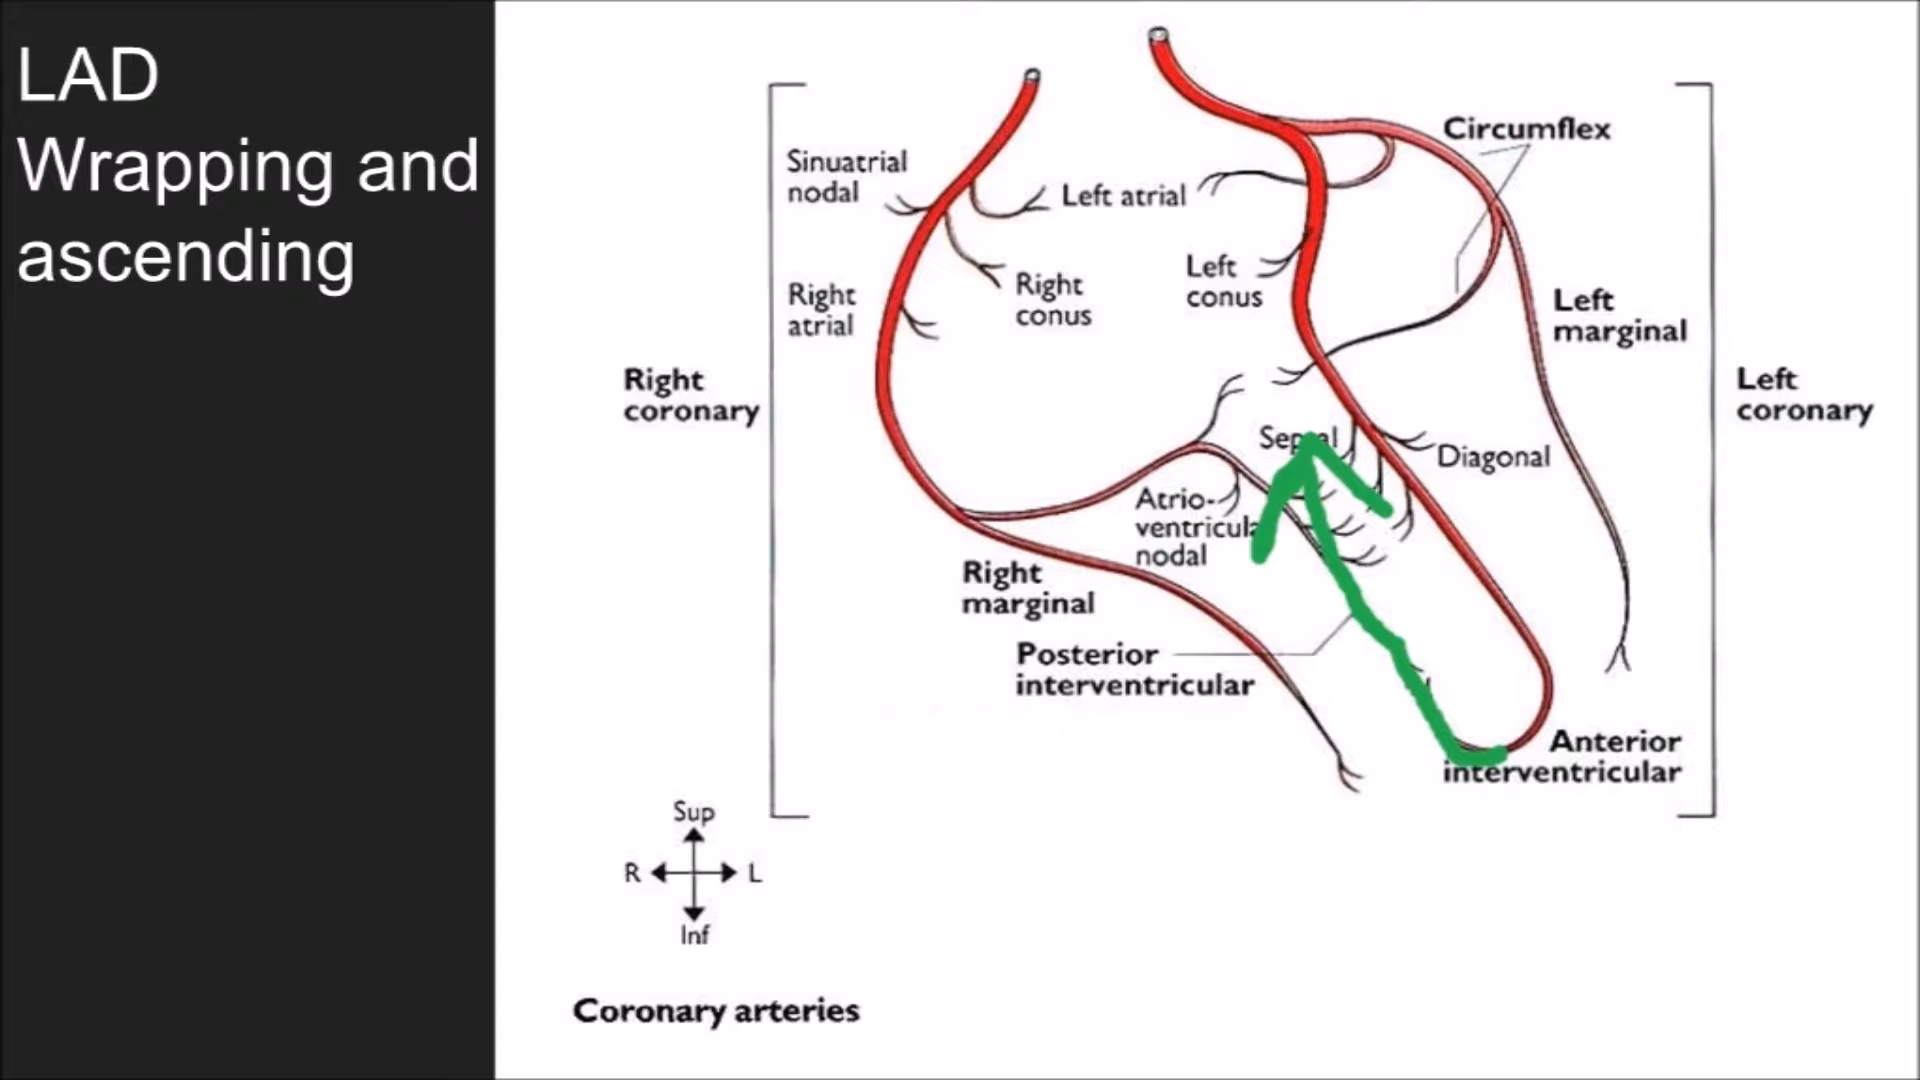 LAD
Wrapping and
ascending
Circumflex
Sinuatrial
nodal
Left atrial
Left
conus
Right
conus
Right
atrial
Left
marginal
Right
coronary
Left
coronary
Diagonal
Atrio-
nodal
Right
marginal
Posterior
interventricular
Anterior
interventricular
Sup
R
L
Inf
Coronary arteries